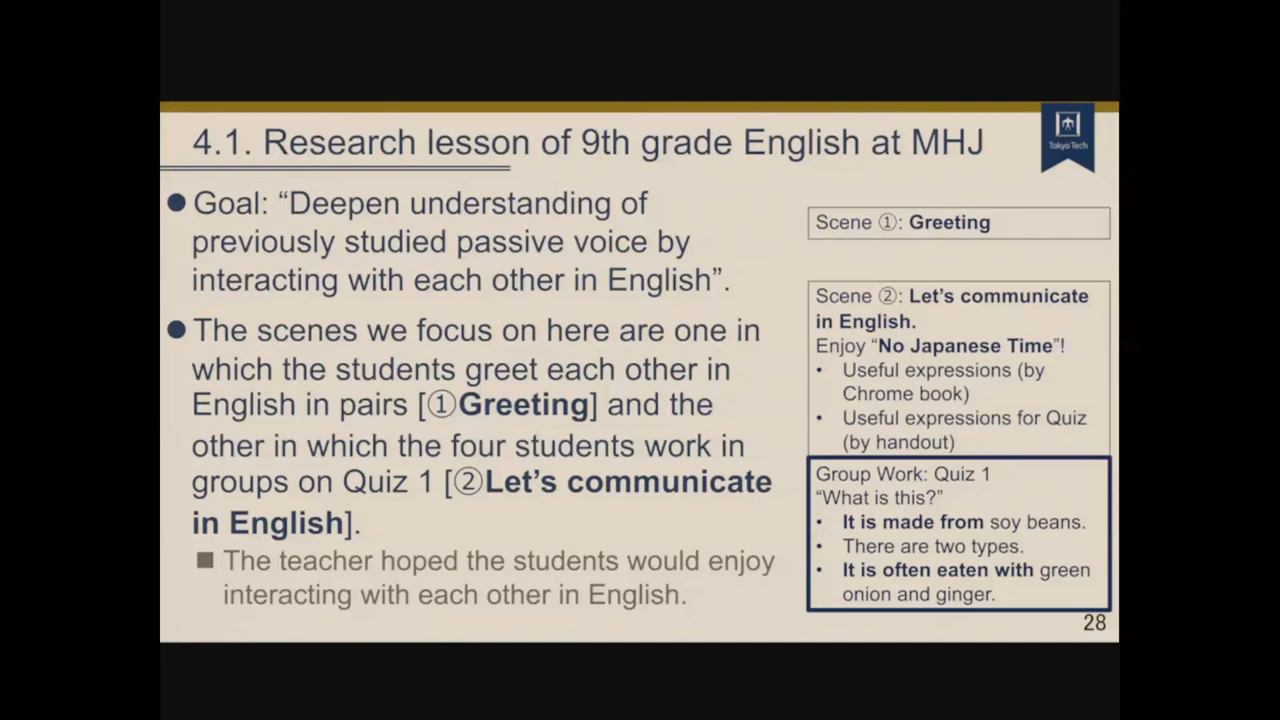 4.1. Research lesson of 9th grade English at MHJ
Tokyo Tech
● Goal: “Deepen understanding of
previously studied passive voice by
interacting with each other in English”.
● The scenes we focus on here are one in
which the students greet each other in
English in pairs [①Greeting] and the
other in which the four students work in
groups on Quiz 1 [②Let’s communicate
in English].
■ The teacher hoped the students would enjoy
interacting with each other in English.
Scene ①: Greeting
Scene ②: Let’s communicate
in English.
Enjoy “No Japanese Time”!
• Useful expressions (by
Chrome book)
• Useful expressions for Quiz
(by handout)
Group Work: Quiz 1
“What is this?”
• It is made from soy beans.
• There are two types.
• It is often eaten with green
onion and ginger.
28